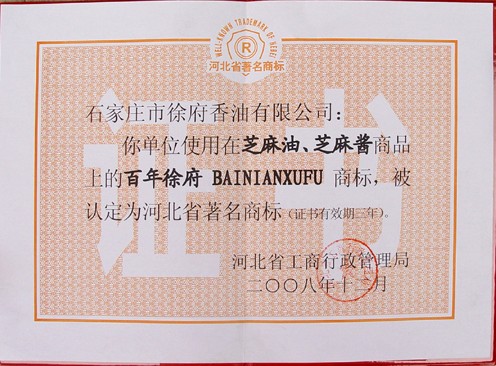 WELL-KNOWN TRADEMARK OF HEBEI
R
河北省著名商标
证书
石家庄市徐府香油有限公司：
你单位使用在芝麻油、芝麻酱商品
上的百年徐府 BAINIANXUFU 商标，被
认定为河北省著名商标（证书有效期三年）。
河北省工商行政管理局
二〇〇八年十二月